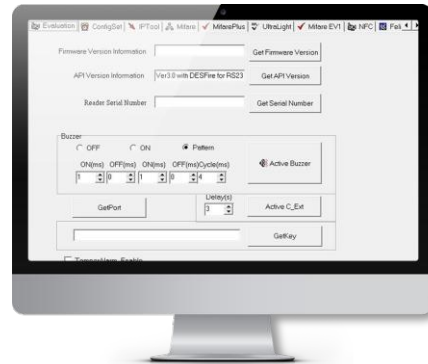 Evaluation ConfigSet IPTool Mifare MifarePlus UltraLight Mifare EV1 NFC Feli
Firmware Version Information Get Firmware Version
API Version Information Ver3.0 with DESFire for RS23 Get API Version
Reader Serial Number Get Serial Number
Buzzer
OFF ON Pattern
ON(ms) OFF(ms) ON(ms) OFF(ms) Cycle(ms) Active Buzzer
1 0 1 0 4
Delay(s)
GetPort 3 Active C_Ext
GetKey